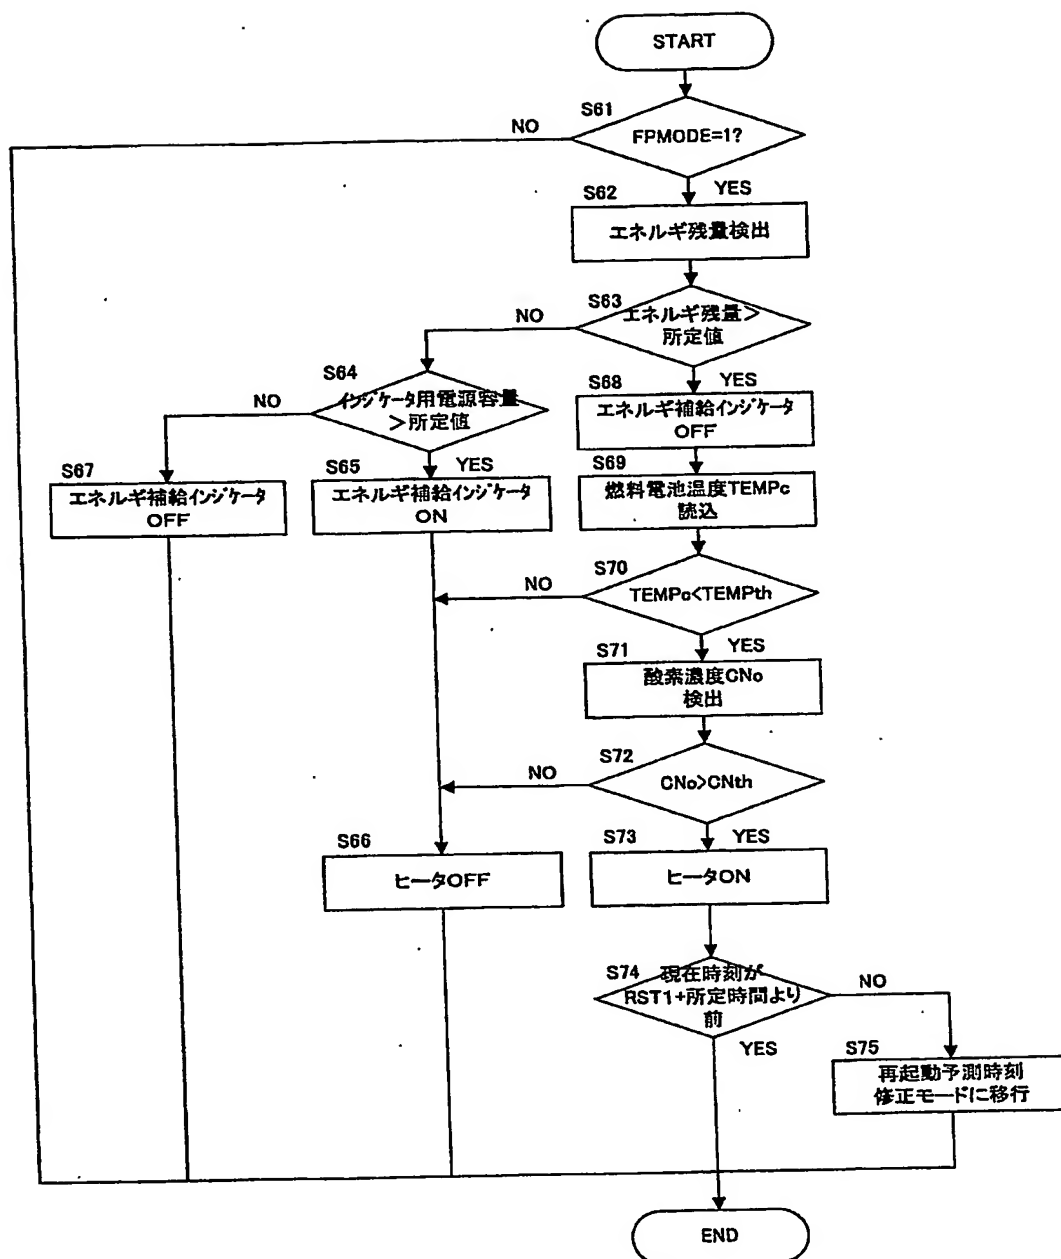 START
S61
FPMODE=1?
NO
YES
S62
エネルギ残量検出
S63
エネルギ残量>
所定値
NO
YES
S64
インジケータ用電源容量
>所定値
NO
YES
S68
エネルギ補給インジケータ
OFF
S67
エネルギ補給インジケータ
OFF
S65
エネルギ補給インジケータ
ON
S69
燃料電池温度TEMPc
読込
S70
TEMPc<TEMPth
NO
YES
S71
酸素濃度CNo
検出
S72
CNo>CNth
NO
YES
S66
ヒータOFF
S73
ヒータON
S74
現在時刻が
RST1+所定時間より
前
NO
YES
S75
再起動予測時刻
修正モードに移行
END